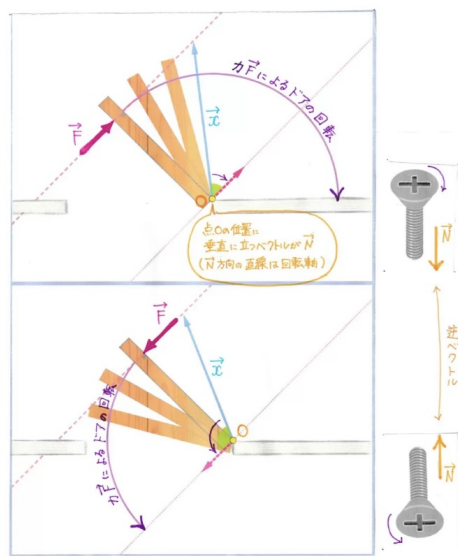 力F→によるドアの回転
F→
x→
O
点Oの位置に
垂直に立つベクトルがN→
(N→方向の直線は回転軸)
N→
逆ベクトル
F→
x→
O
力F→によるドアの回転
N→